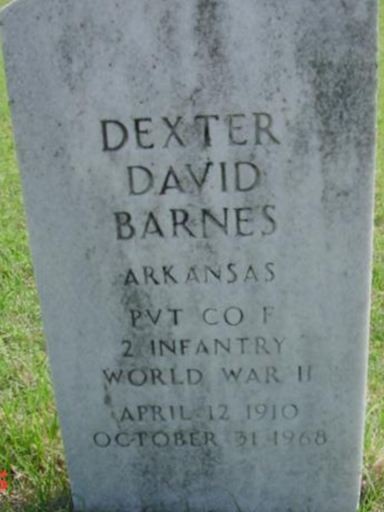 DEXTER
DAVID
BARNES
ARKANSAS
PVT CO F
2 INFANTRY
WORLD WAR II
APRIL 12 1910
OCTOBER 31 1968